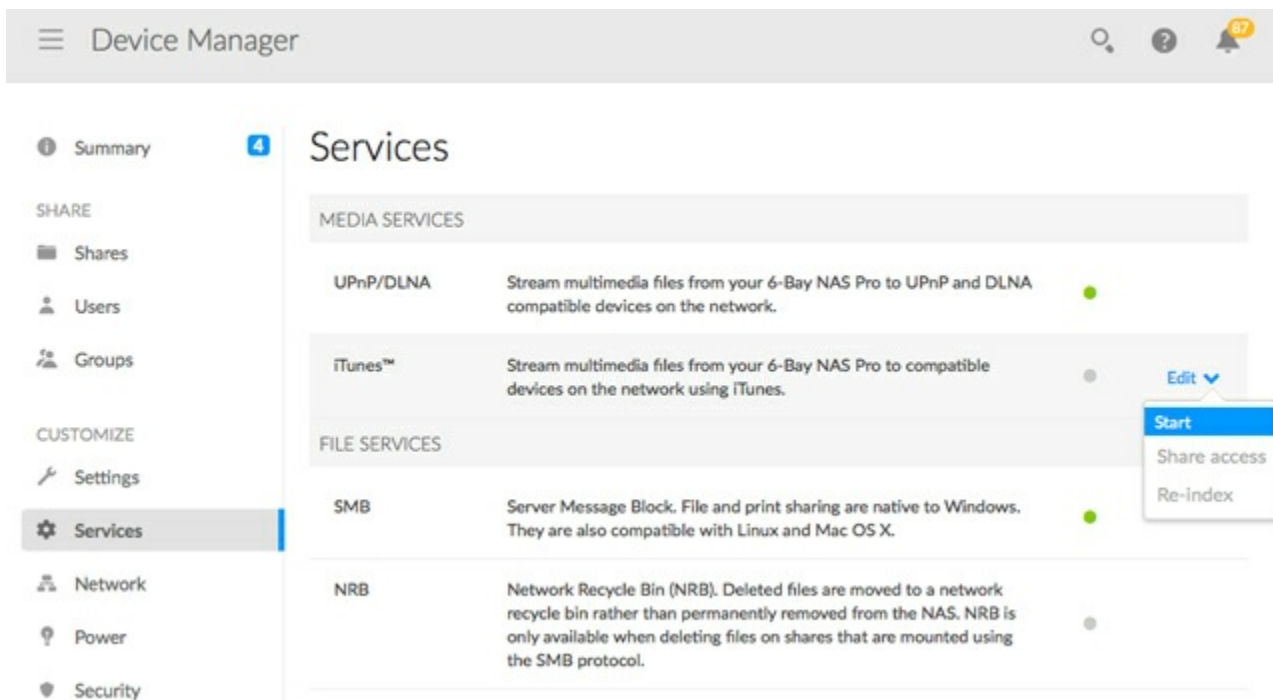 Device Manager
87
Summary
4
SHARE
Shares
Users
Groups
CUSTOMIZE
Settings
Services
Network
Power
Security
Services
MEDIA SERVICES
UPnP/DLNA
Stream multimedia files from your 6-Bay NAS Pro to UPnP and DLNA
compatible devices on the network.
iTunes™
Stream multimedia files from your 6-Bay NAS Pro to compatible
devices on the network using iTunes.
Edit
Start
Share access
Re-index
FILE SERVICES
SMB
Server Message Block. File and print sharing are native to Windows.
They are also compatible with Linux and Mac OS X.
NRB
Network Recycle Bin (NRB). Deleted files are moved to a network
recycle bin rather than permanently removed from the NAS. NRB is
only available when deleting files on shares that are mounted using
the SMB protocol.